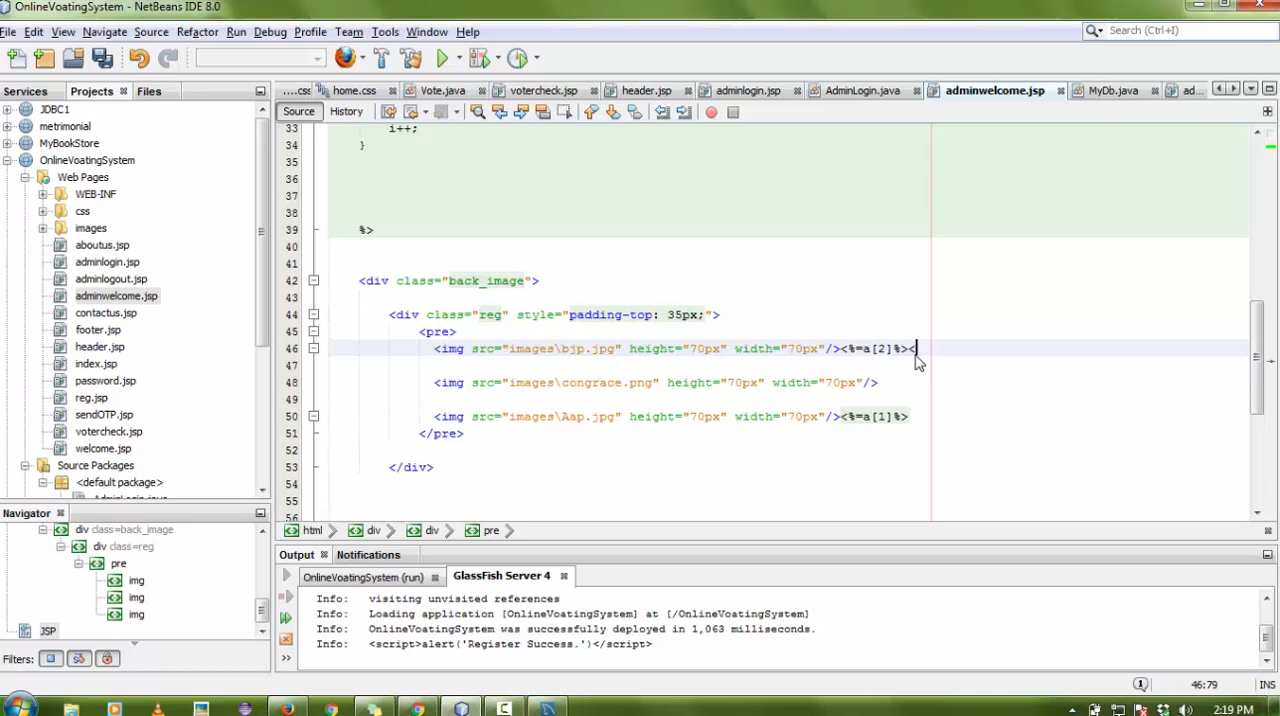 OnlineVoatingSystem - NetBeans IDE 8.0
File Edit View Navigate Source Refactor Run Debug Profile Team Tools Window Help
Search (Ctrl+I)
Services Projects Files
...css home.css Vote.java votercheck.jsp header.jsp adminlogin.jsp AdminLogin.java adminwelcome.jsp MyDb.java ad...
Source History
JDBC1
metrimonial
MyBookStore
OnlineVoatingSystem
Web Pages
WEB-INF
css
images
aboutus.jsp
adminlogin.jsp
adminlogout.jsp
adminwelcome.jsp
contactus.jsp
footer.jsp
header.jsp
index.jsp
password.jsp
reg.jsp
sendOTP.jsp
votercheck.jsp
welcome.jsp
Source Packages
<default package>
AdminLogin.java
33 i++;
34 }
35
36
37
38
39 %>
40
41
42 <div class="back_image">
43
44 <div class="reg" style="padding-top: 35px;">
45 <pre>
46 <img src="images\bjp.jpg" height="70px" width="70px"/><%=a[2]%><
47
48 <img src="images\congrace.png" height="70px" width="70px"/>
49
50 <img src="images\Aap.jpg" height="70px" width="70px"/><%=a[1]%>
51 </pre>
52
53 </div>
54
55
56
html div div pre
Navigator
div class=back_image
div class=reg
pre
img
img
img
JSP
Filters:
Output Notifications
OnlineVoatingSystem (run) GlassFish Server 4
Info: visiting unvisited references
Info: Loading application [OnlineVoatingSystem] at [/OnlineVoatingSystem]
Info: OnlineVoatingSystem was successfully deployed in 1,063 milliseconds.
Info: <script>alert('Register Success.')</script>
46:79 INS
2:19 PM